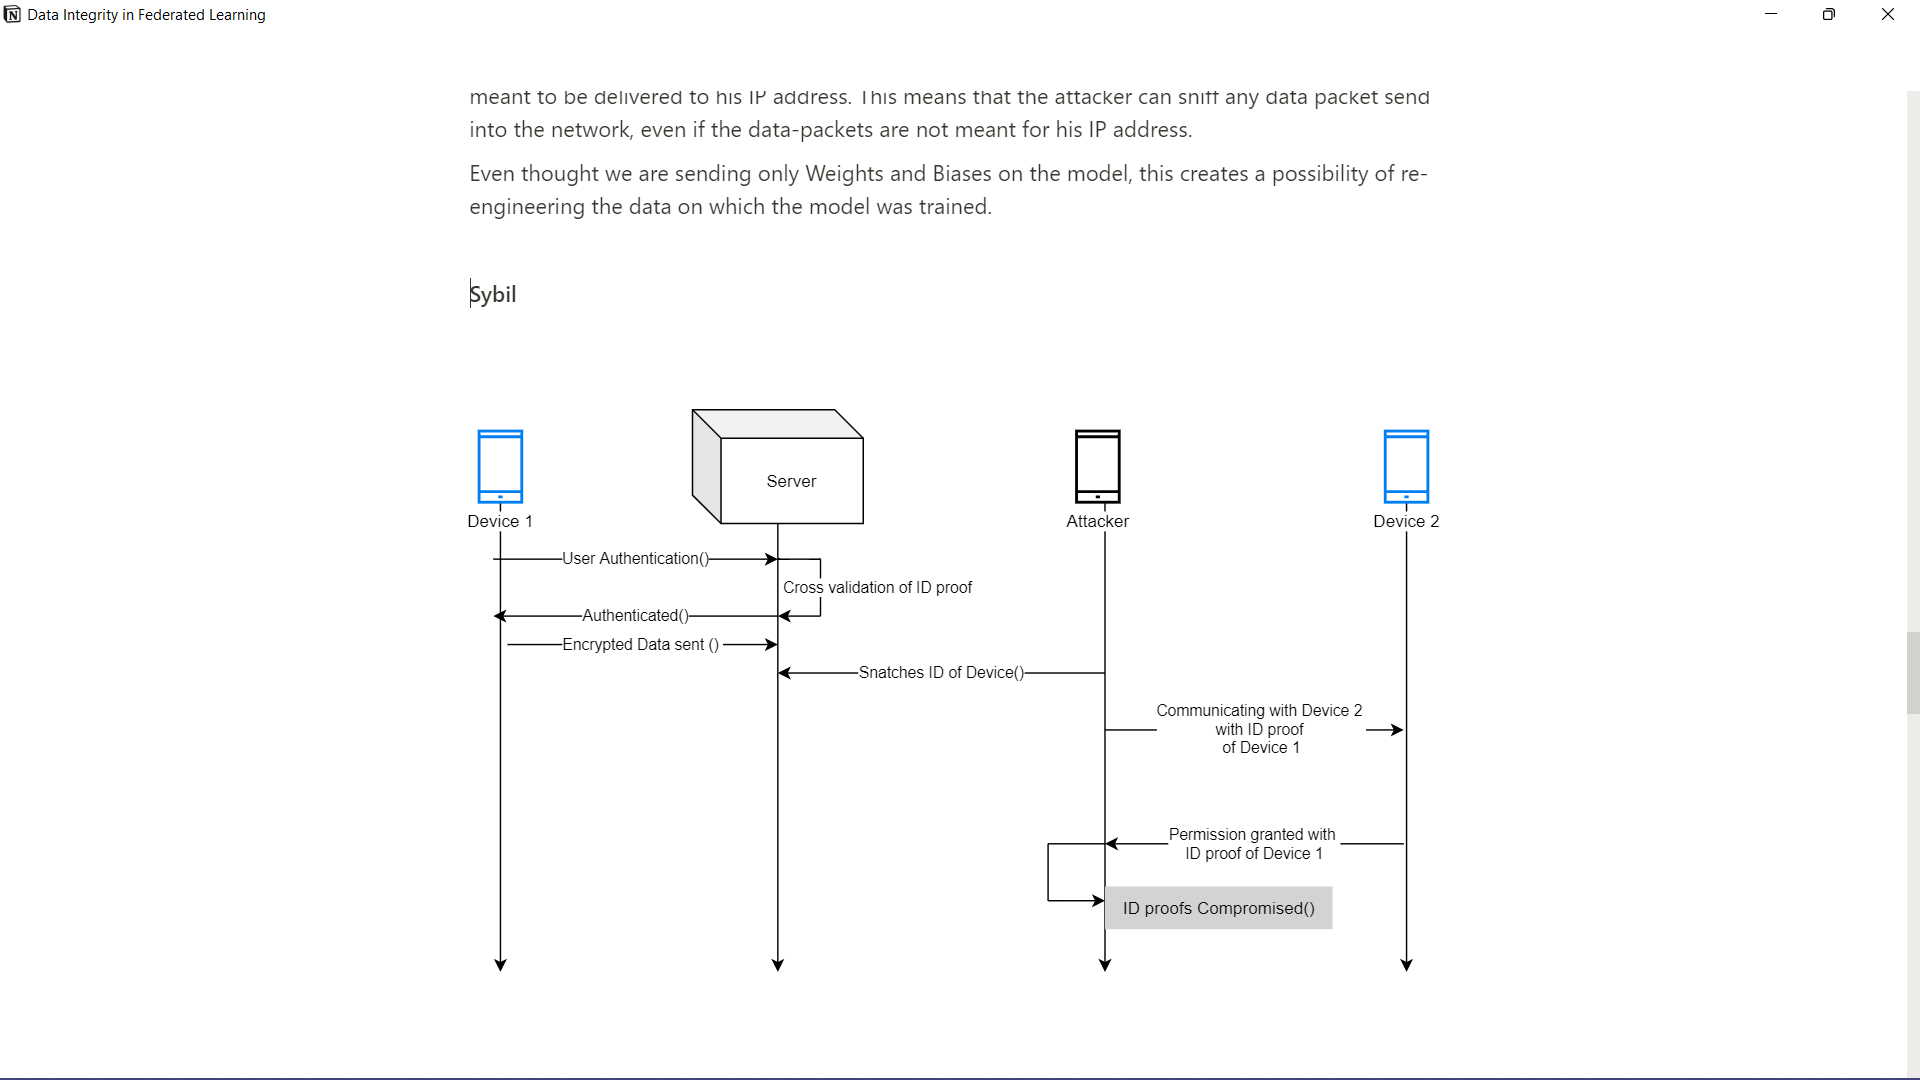 Data Integrity in Federated Learning
meant to be delivered to his IP address. This means that the attacker can sniff any data packet send
into the network, even if the data-packets are not meant for his IP address.
Even thought we are sending only Weights and Biases on the model, this creates a possibility of re-
engineering the data on which the model was trained.
Sybil
Server
Device 1
Attacker
Device 2
User Authentication()
Cross validation of ID proof
Authenticated()
Encrypted Data sent ()
Snatches ID of Device()
Communicating with Device 2
with ID proof
of Device 1
Permission granted with
ID proof of Device 1
ID proofs Compromised()